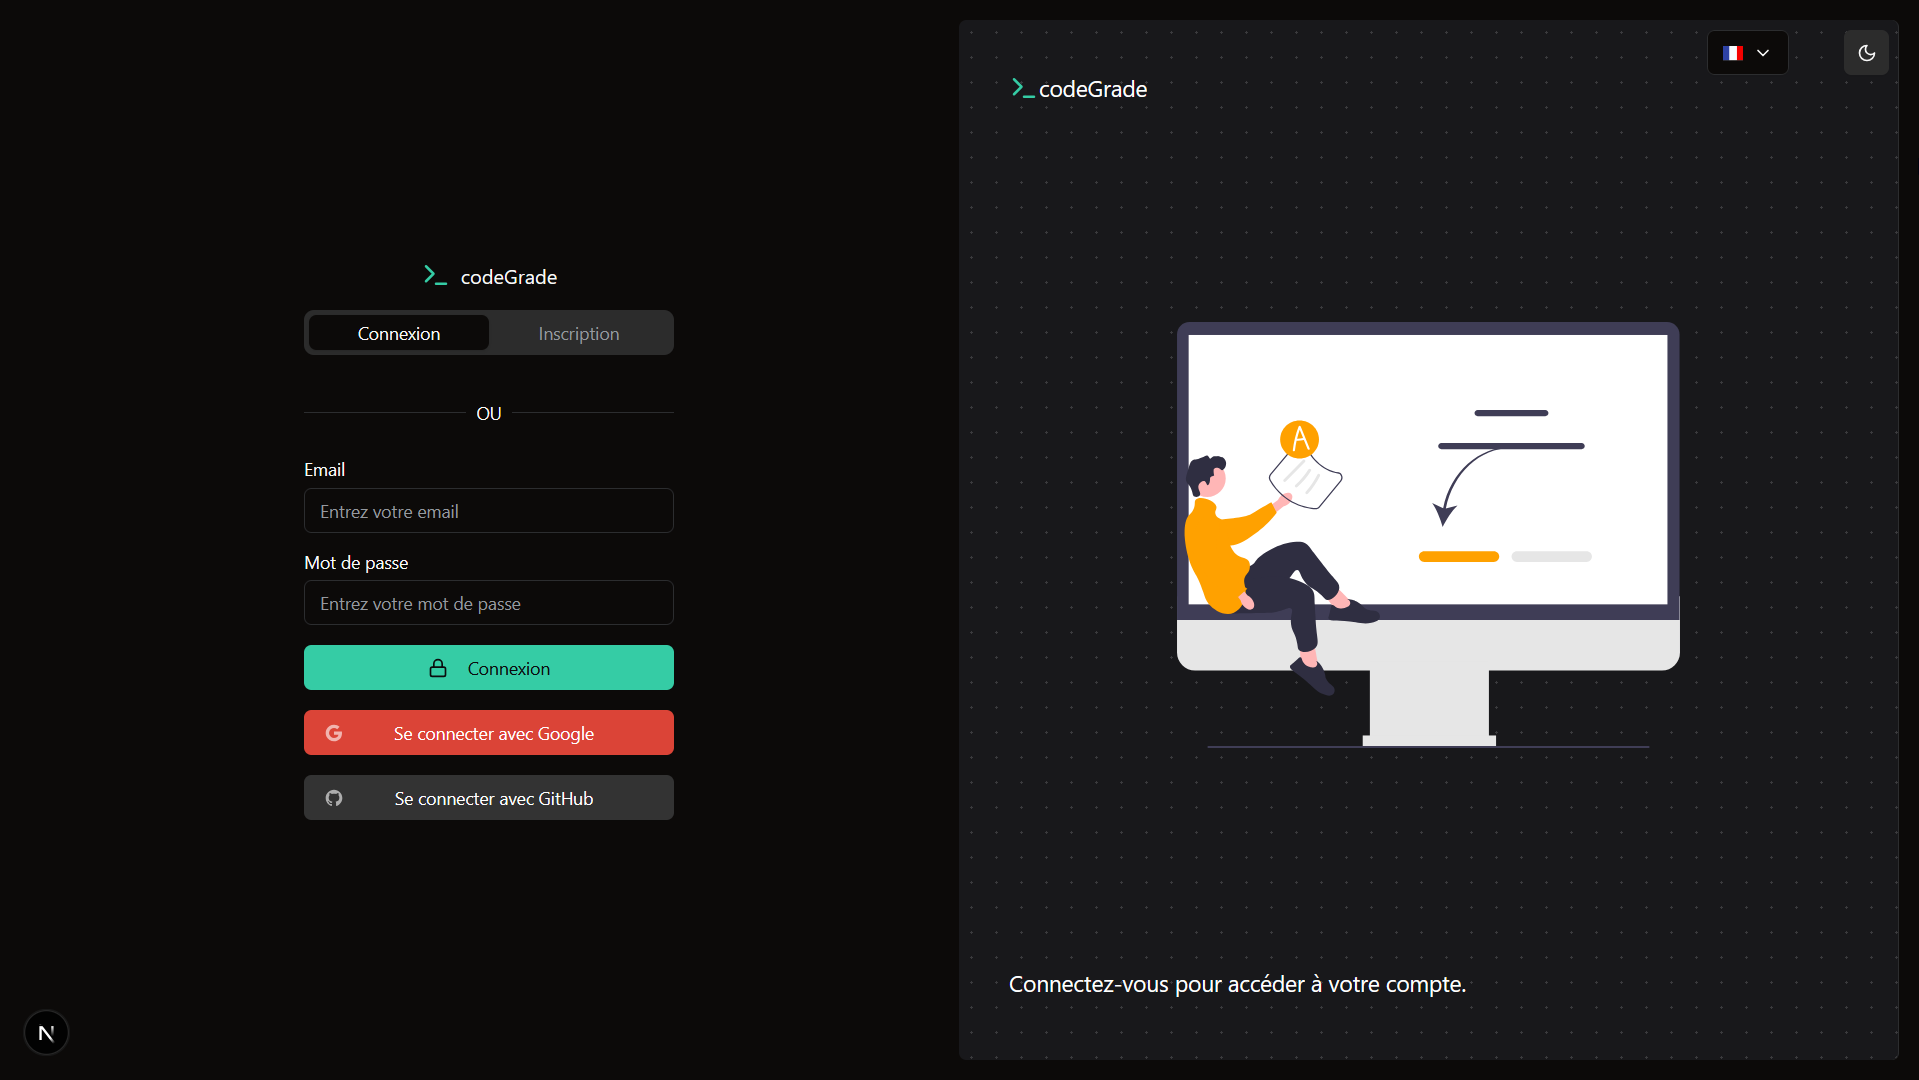 codeGrade
Connexion
Inscription
OU
Email
Entrez votre email
Mot de passe
Entrez votre mot de passe
Connexion
Se connecter avec Google
Se connecter avec GitHub
N
codeGrade
A
Connectez-vous pour accéder à votre compte.